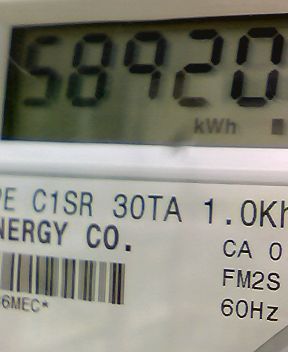 58920
kWh
PE C1SR 30TA 1.0Kh
NERGY CO.
CA 0
FM2S
6MEC*
60Hz